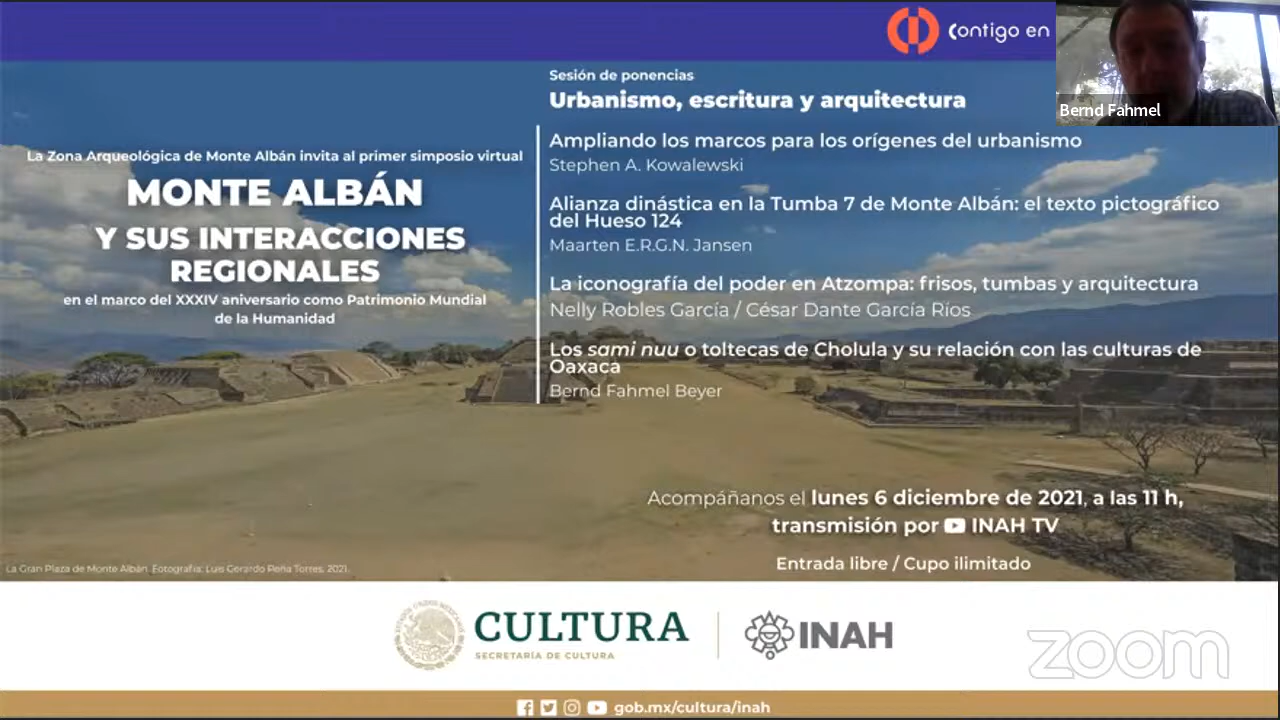 Contigo en
Bernd Fahmel
La Zona Arqueológica de Monte Albán invita al primer simposio virtual
MONTE ALBÁN
Y SUS INTERACCIONES
REGIONALES
en el marco del XXXIV aniversario como Patrimonio Mundial
de la Humanidad
Sesión de ponencias
Urbanismo, escritura y arquitectura
Ampliando los marcos para los orígenes del urbanismo
Stephen A. Kowalewski
Alianza dinástica en la Tumba 7 de Monte Albán: el texto pictográfico
del Hueso 124
Maarten E.R.G.N. Jansen
La iconografía del poder en Atzompa: frisos, tumbas y arquitectura
Nelly Robles García / César Dante García Ríos
Los sami nuu o toltecas de Cholula y su relación con las culturas de
Oaxaca
Bernd Fahmel Beyer
Acompáñanos el lunes 6 diciembre de 2021, a las 11 h,
transmisión por INAH TV
Entrada libre / Cupo ilimitado
La Gran Plaza de Monte Albán. Fotografía: Luis Gerardo Peña Torres, 2021.
CULTURA
SECRETARÍA DE CULTURA
INAH
zoom
gob.mx/cultura/inah